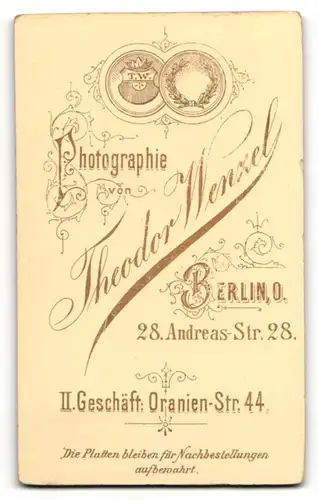 T.W.
Photographie
von
Theodor Wenzel
BERLIN, O.
28. Andreas-Str. 28.
II. Geschäft: Oranien-Str. 44.
Die Platten bleiben für Nachbestellungen
aufbewahrt.